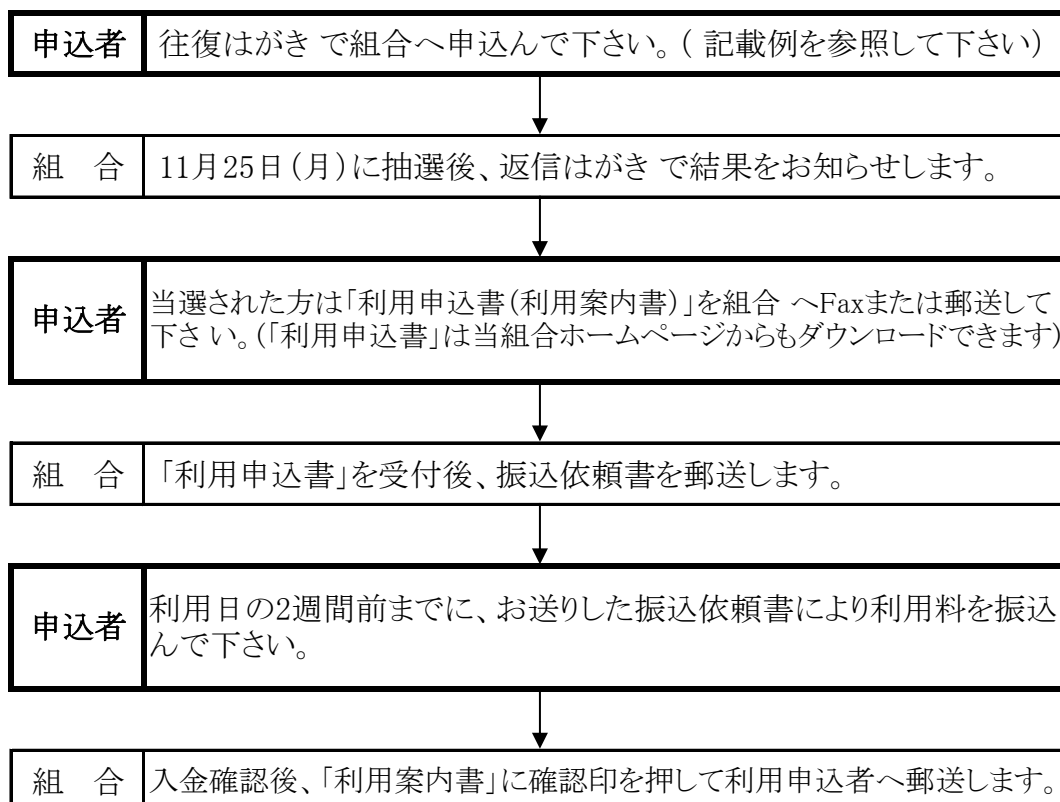 申込者 往復はがき で組合へ申込んで下さい。( 記載例を参照して下さい)
組　合 11月25日(月)に抽選後、返信はがき で結果をお知らせします。
申込者 当選された方は「利用申込書(利用案内書)」を組合 へFaxまたは郵送して
下さ い。(「利用申込書」は当組合ホームページからもダウンロードできます)
組　合 「利用申込書」を受付後、振込依頼書を郵送します。
申込者 利用日の2週間前までに、お送りした振込依頼書により利用料を振込
んで下さい。
組　合 入金確認後、「利用案内書」に確認印を押して利用申込者へ郵送します。